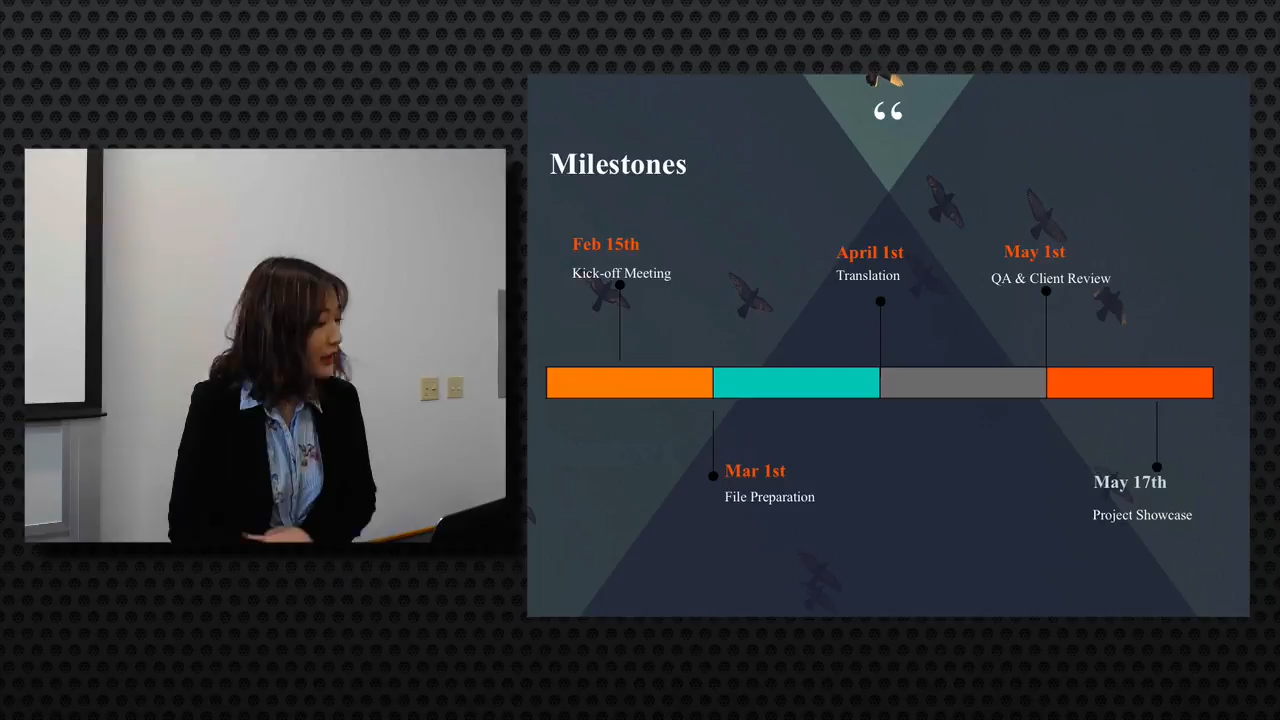 “
Milestones
Feb 15th
Kick-off Meeting
April 1st
Translation
May 1st
QA & Client Review
Mar 1st
File Preparation
May 17th
Project Showcase